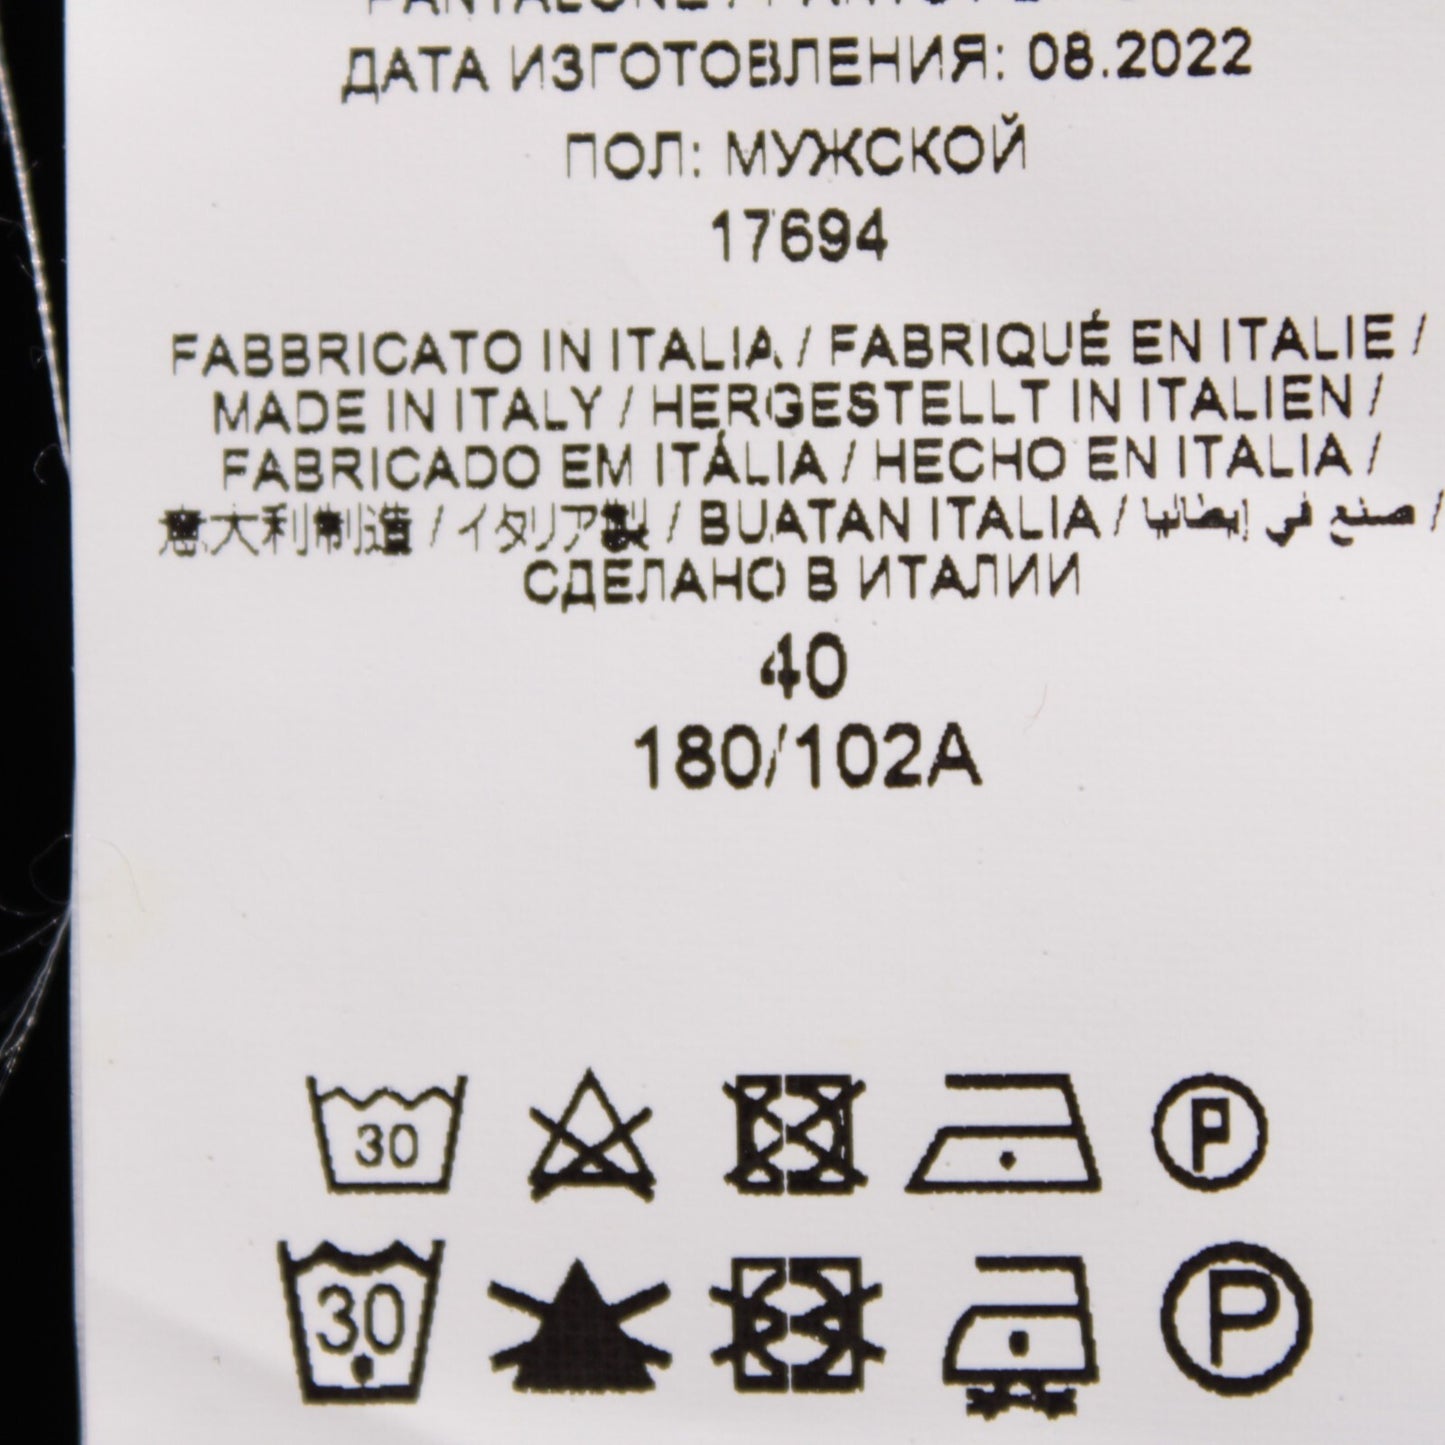 PANTALONE /
ДАТА ИЗГОТОВЛЕНИЯ: 08.2022
ПОЛ: МУЖСКОЙ
17694
FABBRICATO IN ITALIA / FABRIQUÉ EN ITALIE /
MADE IN ITALY / HERGESTELLT IN ITALIEN /
FABRICADO EM ITÁLIA / HECHO EN ITALIA /
意大利制造 / イタリア製 / BUATAN ITALIA / صنع في إيطاليا /
СДЕЛАНО В ИТАЛИИ
40
180/102A
30 P
30 P